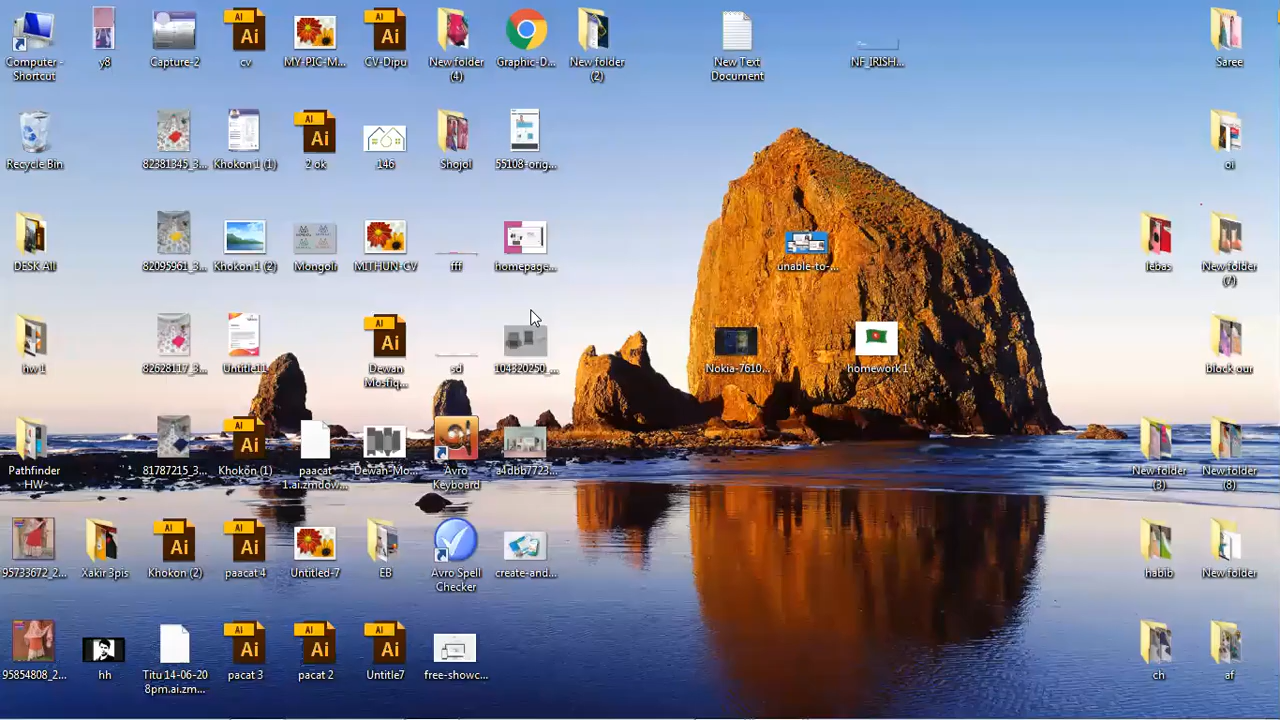 Computer - Shortcut
y8
Capture-2
cv
MY-PIC-M...
CV-Dipu
New folder (4)
Graphic-D...
New folder (2)
New Text Document
NF_IRISH...
Saree
Recycle Bin
82381345_3...
Khokon 1 (1)
2 ok
146
Shojol
55108-orig...
oi
DESK All
82095961_3...
Khokon 1 (2)
Mongoli
MITHUN-CV
fff
homepage...
unable-to-...
lebas
New folder (7)
hw 1
82628117_3...
Untitle11
Dewan Mosfiq...
sd
104320250_...
Nokia-7610...
homework 1
block our
Pathfinder HW
81787215_3...
Khokon (1)
paacat 1.ai.zmdow...
Dewan-Mo...
Avro Keyboard
a4dbb7723...
New folder (3)
New folder (8)
95733672_2...
Xakir 3pis
Khokon (2)
paacat 4
Untitled-7
EB
Avro Spell Checker
create-and...
habib
New folder
95854808_2...
hh
Titu 14-06-20 8pm.ai.zm...
pacat 3
pacat 2
Untitle7
free-showc...
ch
af